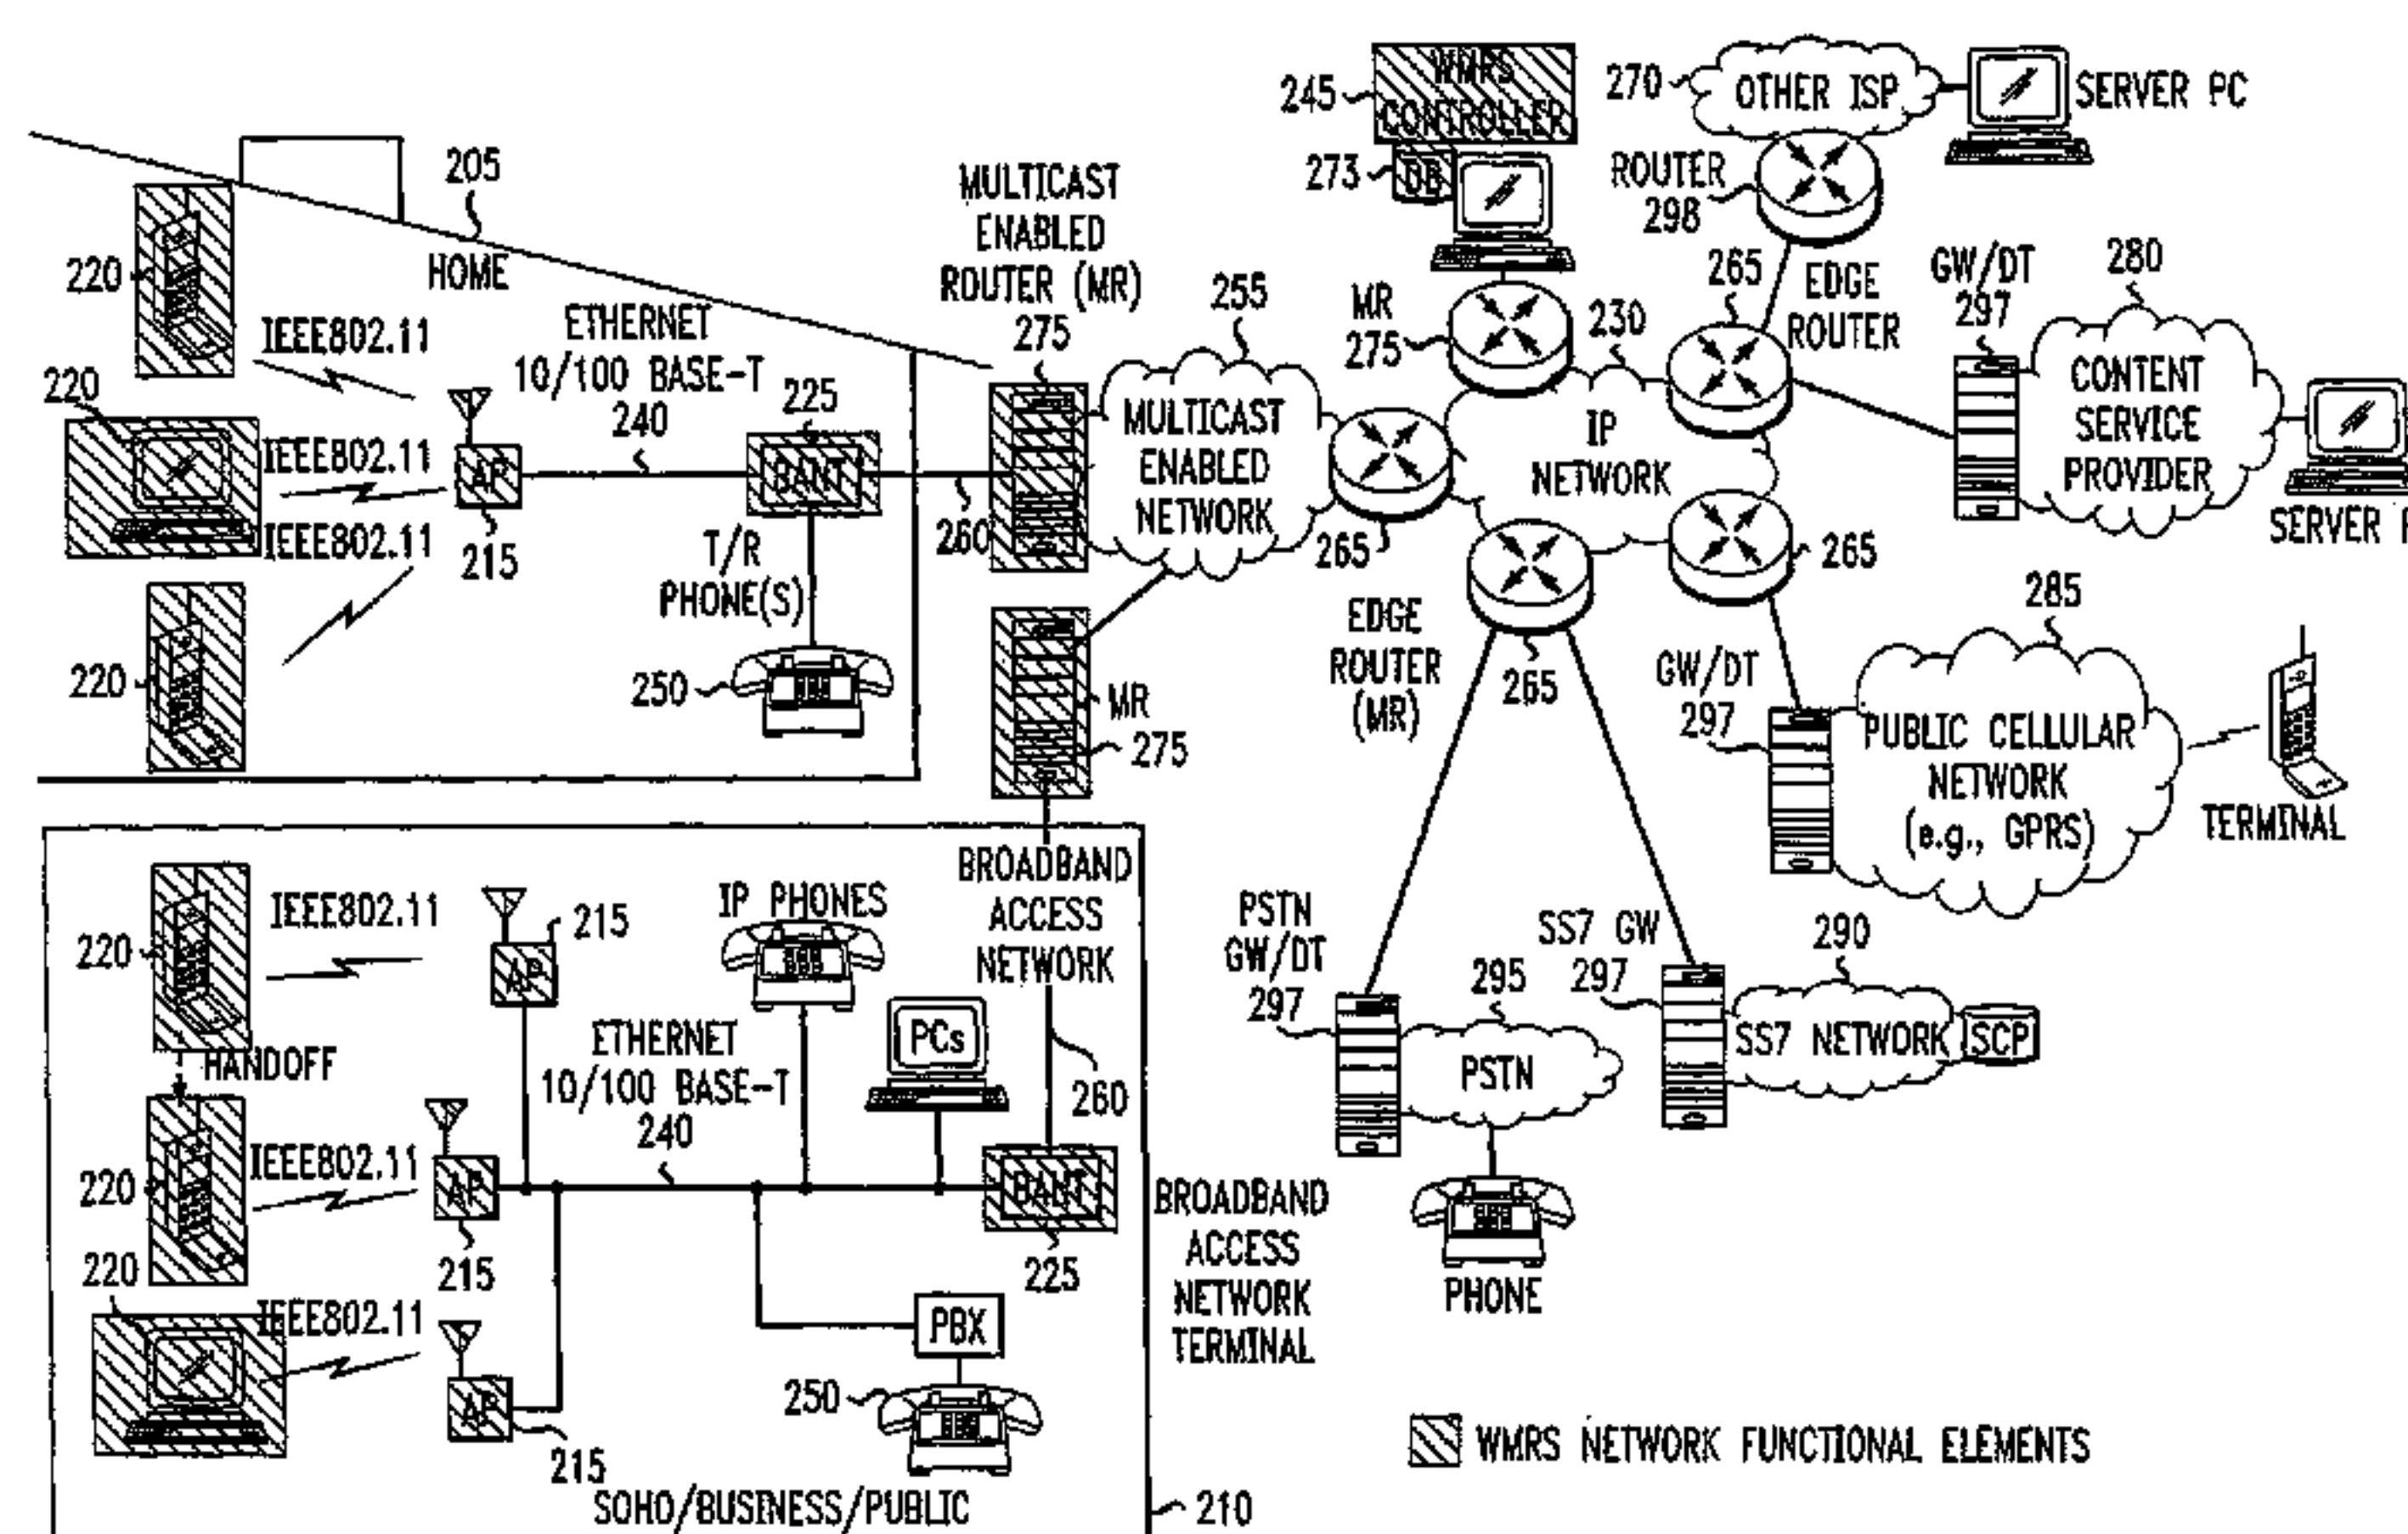 205
HOME
220
IEEE802.11
ETHERNET
10/100 BASE-T
240
220
IEEE802.11
AP
215
225
BANT
IEEE802.11
220
T/R
PHONE(S)
250
260
MULTICAST
ENABLED
ROUTER (MR)
275
255
MULTICAST
ENABLED
NETWORK
MR
275
245
WMRS
CONTROLLER
273
DB
MR
275
230
IP
NETWORK
265
265
EDGE
ROUTER
270
OTHER ISP
SERVER PC
ROUTER
298
GW/DT
297
280
CONTENT
SERVICE
PROVIDER
SERVER P
265
265
EDGE
ROUTER
(MR)
GW/DT
297
285
PUBLIC CELLULAR
NETWORK
(e.g., GPRS)
TERMINAL
PSTN
GW/DT
297
295
PSTN
PHONE
SS7 GW
297
290
SS7 NETWORK
SCP
220
IEEE802.11
215
AP
IP PHONES
BROADBAND
ACCESS
NETWORK
HANDOFF
ETHERNET
10/100 BASE-T
240
PCs
260
220
IEEE802.11
AP
215
BANT
225
BROADBAND
ACCESS
NETWORK
TERMINAL
220
IEEE802.11
AP
215
PBX
250
SOHO/BUSINESS/PUBLIC
210
WMRS NETWORK FUNCTIONAL ELEMENTS